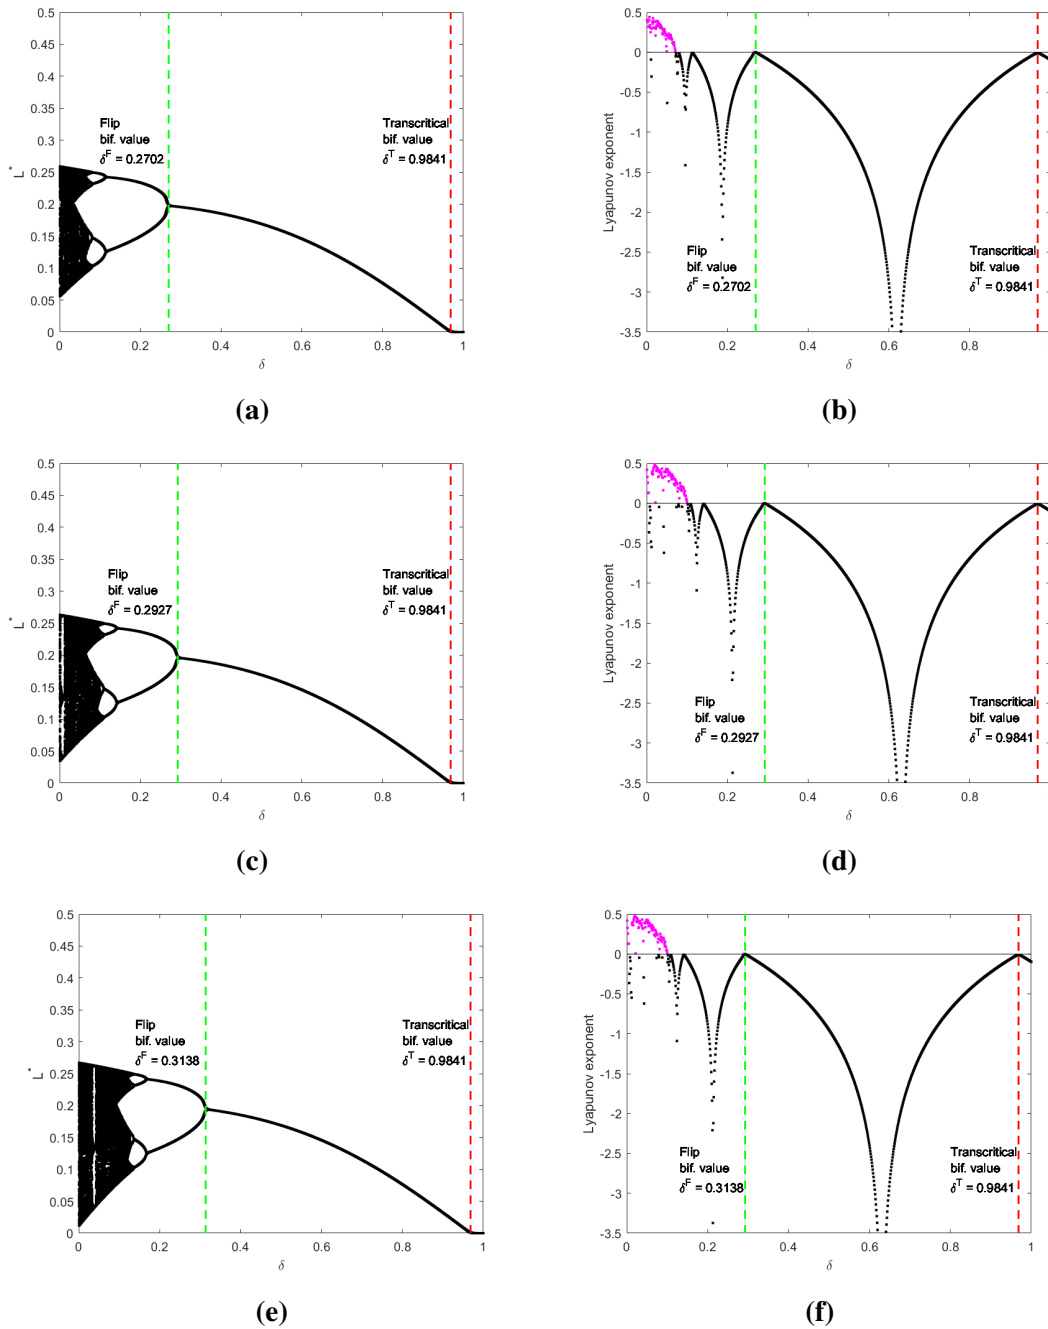 0.5
0.45
0.4
0.35
0.3
0.25
0.2
0.15
0.1
0.05
0
L*
Flip
bif. value
δF = 0.2702
Transcritical
bif. value
δT = 0.9841
0 0.2 0.4 0.6 0.8 1
δ
(a)
0.5
0
-0.5
-1
-1.5
-2
-2.5
-3
-3.5
Lyapunov exponent
Flip
bif. value
δF = 0.2702
Transcritical
bif. value
δT = 0.9841
0 0.2 0.4 0.6 0.8
δ
(b)
0.5
0.45
0.4
0.35
0.3
0.25
0.2
0.15
0.1
0.05
0
L*
Flip
bif. value
δF = 0.2927
Transcritical
bif. value
δT = 0.9841
0 0.2 0.4 0.6 0.8 1
δ
(c)
0.5
0
-0.5
-1
-1.5
-2
-2.5
-3
-3.5
Lyapunov exponent
Flip
bif. value
δF = 0.2927
Transcritical
bif. value
δT = 0.9841
0 0.2 0.4 0.6 0.8
δ
(d)
0.5
0.45
0.4
0.35
0.3
0.25
0.2
0.15
0.1
0.05
0
L*
Flip
bif. value
δF = 0.3138
Transcritical
bif. value
δT = 0.9841
0 0.2 0.4 0.6 0.8 1
δ
(e)
0.5
0
-0.5
-1
-1.5
-2
-2.5
-3
-3.5
Lyapunov exponent
Flip
bif. value
δF = 0.3138
Transcritical
bif. value
δT = 0.9841
0 0.2 0.4 0.6 0.8 1
δ
(f)